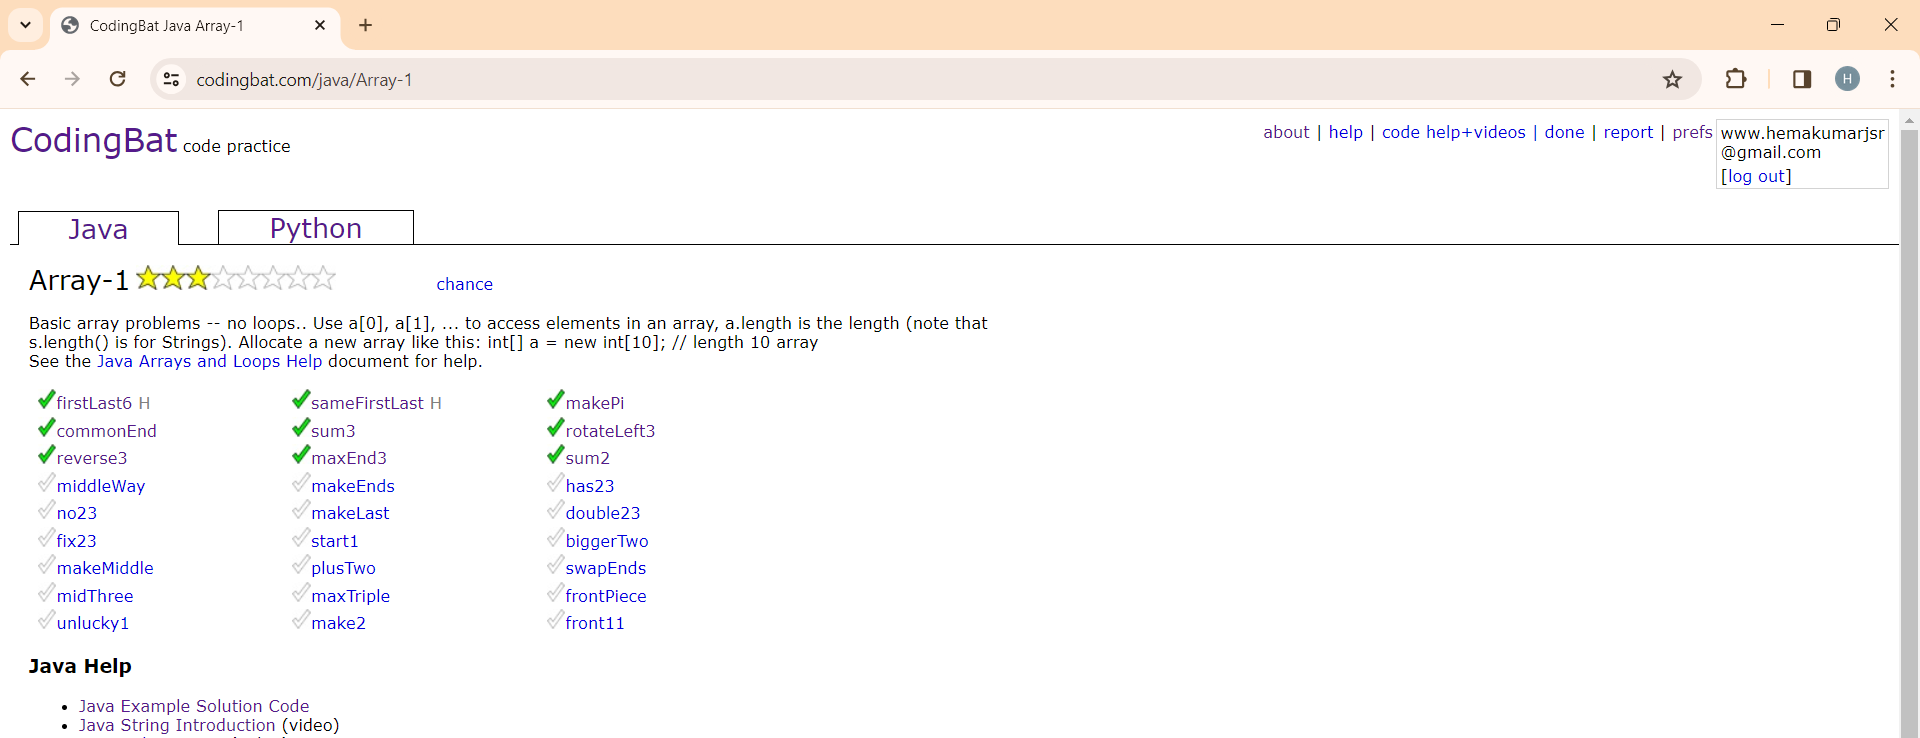 CodingBat Java Array-1
codingbat.com/java/Array-1
H
CodingBat code practice
about | help | code help+videos | done | report | prefs
www.hemakumarjsr
@gmail.com
[log out]
Java
Python
Array-1
chance
Basic array problems -- no loops.. Use a[0], a[1], ... to access elements in an array, a.length is the length (note that
s.length() is for Strings). Allocate a new array like this: int[] a = new int[10]; // length 10 array
See the Java Arrays and Loops Help document for help.
firstLast6 H sameFirstLast H makePi
commonEnd sum3 rotateLeft3
reverse3 maxEnd3 sum2
middleWay makeEnds has23
no23 makeLast double23
fix23 start1 biggerTwo
makeMiddle plusTwo swapEnds
midThree maxTriple frontPiece
unlucky1 make2 front11
Java Help
• Java Example Solution Code
• Java String Introduction (video)